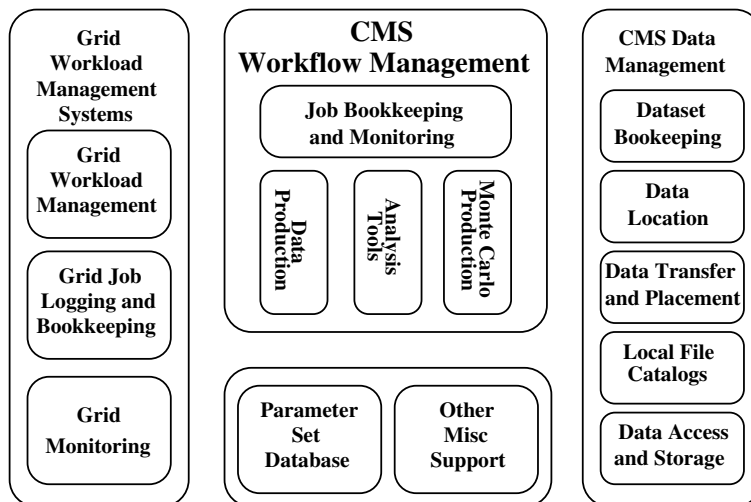 Grid
Workload
Management
Systems
Grid
Workload
Management
Grid Job
Logging and
Bookkeeping
Grid
Monitoring
CMS
Workflow Management
Job Bookkeeping
and Monitoring
Data
Production
Analysis
Tools
Monte Carlo
Production
Parameter
Set
Database
Other
Misc
Support
CMS Data
Management
Dataset
Bookeeping
Data
Location
Data Transfer
and Placement
Local File
Catalogs
Data Access
and Storage